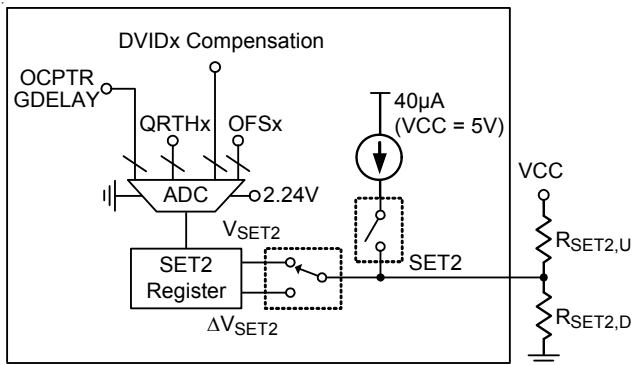 DVIDx Compensation
OCPTR
GDELAY
QRTHx
OFSx
40µA
(VCC = 5V)
VCC
ADC
2.24V
VSET2
RSET2,U
SET2
Register
SET2
ΔVSET2
RSET2,D